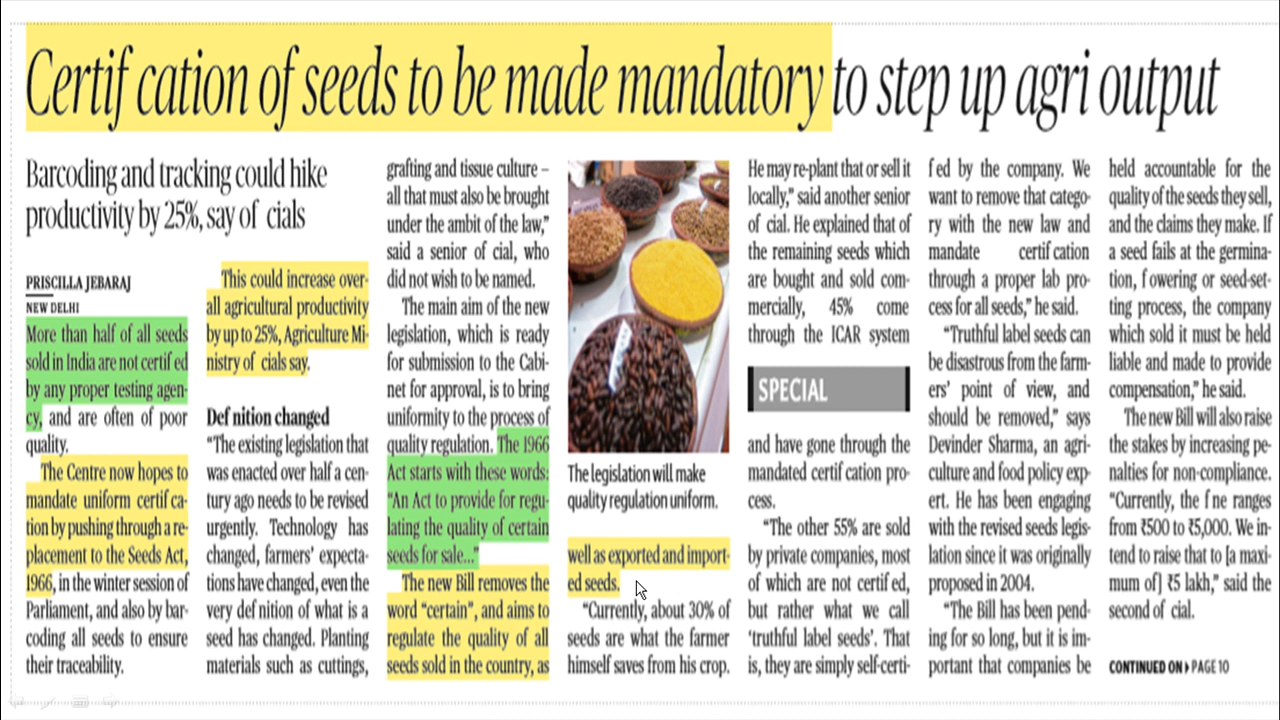 Certif cation of seeds to be made mandatory to step up agri output
Barcoding and tracking could hike
productivity by 25%, say of cials
PRISCILLA JEBARAJ
NEW DELHI
More than half of all seeds
sold in India are not certif ed
by any proper testing agen-
cy, and are often of poor
quality.
The Centre now hopes to
mandate uniform certif ca-
tion by pushing through a re-
placement to the Seeds Act,
1966, in the winter session of
Parliament, and also by bar-
coding all seeds to ensure
their traceability.
This could increase over-
all agricultural productivity
by up to 25%, Agriculture Mi-
nistry of cials say.
Def nition changed
“The existing legislation that
was enacted over half a cen-
tury ago needs to be revised
urgently. Technology has
changed, farmers’ expecta-
tions have changed, even the
very def nition of what is a
seed has changed. Planting
materials such as cuttings,
grafting and tissue culture –
all that must also be brought
under the ambit of the law,”
said a senior of cial, who
did not wish to be named.
The main aim of the new
legislation, which is ready
for submission to the Cabi-
net for approval, is to bring
uniformity to the process of
quality regulation. The 1966
Act starts with these words:
“An Act to provide for regu-
lating the quality of certain
seeds for sale...”
The new Bill removes the
word “certain”, and aims to
regulate the quality of all
seeds sold in the country, as
The legislation will make
quality regulation uniform.
well as exported and import-
ed seeds.
“Currently, about 30% of
seeds are what the farmer
himself saves from his crop.
He may re-plant that or sell it
locally,” said another senior
of cial. He explained that of
the remaining seeds which
are bought and sold com-
mercially, 45% come
through the ICAR system
SPECIAL
and have gone through the
mandated certif cation pro-
cess.
“The other 55% are sold
by private companies, most
of which are not certif ed,
but rather what we call
‘truthful label seeds’. That
is, they are simply self-certi-
f ed by the company. We
want to remove that catego-
ry with the new law and
mandate certif cation
through a proper lab pro-
cess for all seeds,” he said.
“Truthful label seeds can
be disastrous from the farm-
ers’ point of view, and
should be removed,” says
Devinder Sharma, an agri-
culture and food policy exp-
ert. He has been engaging
with the revised seeds legis-
lation since it was originally
proposed in 2004.
“The Bill has been pend-
ing for so long, but it is im-
portant that companies be
held accountable for the
quality of the seeds they sell,
and the claims they make. If
a seed fails at the germina-
tion, f owering or seed-set-
ting process, the company
which sold it must be held
liable and made to provide
compensation,” he said.
The new Bill will also raise
the stakes by increasing pe-
nalties for non-compliance.
“Currently, the f ne ranges
from ₹500 to ₹5,000. We in-
tend to raise that to [a maxi-
mum of] ₹5 lakh,” said the
second of cial.
CONTINUED ON PAGE 10